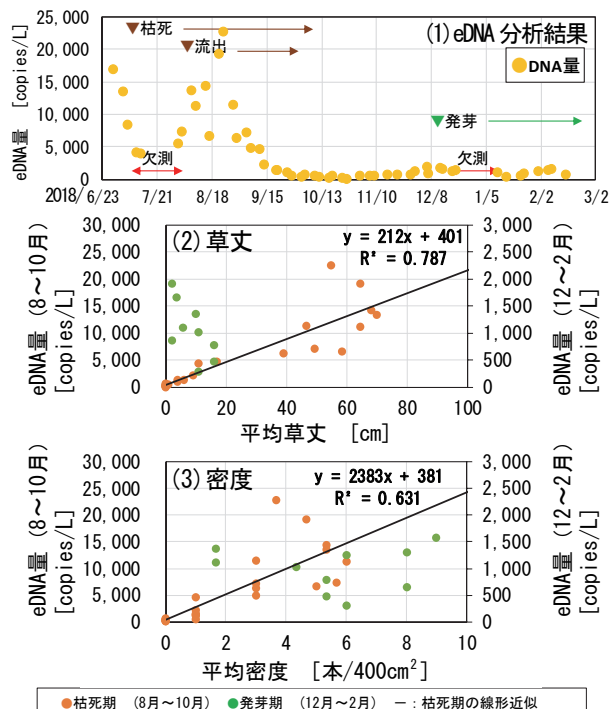 (1) eDNA 分析結果
eDNA量 [copies/L]
25,000
20,000
15,000
10,000
5,000
0
▼枯死
▼流出
DNA量
▼発芽
欠測
欠測
2018/6/23 7/21 8/18 9/15 10/13 11/10 12/8 1/5 2/2 3/2
(2) 草丈
y = 212x + 401
R² = 0.787
eDNA量 (8～10月)
[copies/L]
30,000
25,000
20,000
15,000
10,000
5,000
0
3,000
2,500
2,000
1,500
1,000
500
0
eDNA量 (12～2月)
[copies/L]
0 20 40 60 80 100
平均草丈 [cm]
(3) 密度
y = 2383x + 381
R² = 0.631
eDNA量 (8～10月)
[copies/L]
30,000
25,000
20,000
15,000
10,000
5,000
0
3,000
2,500
2,000
1,500
1,000
500
0
eDNA量 (12～2月)
[copies/L]
0 2 4 6 8 10
平均密度 [本/400cm²]
●枯死期 (8月～10月) ●発芽期 (12月～2月) －：枯死期の線形近似